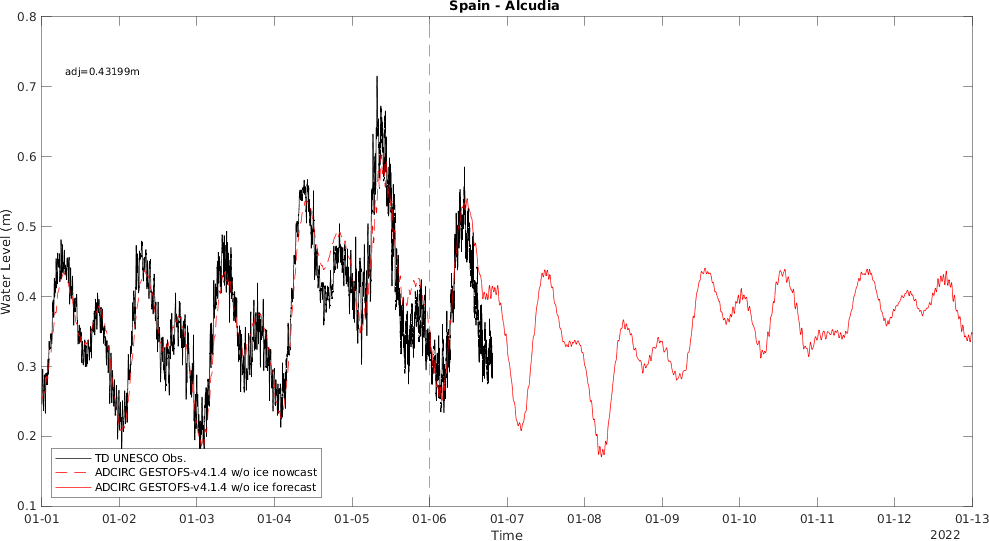 Spain - Alcudia
adj=0.43199m
0.8
0.7
0.6
0.5
0.4
0.3
0.2
0.1
Water Level (m)
TD UNESCO Obs.
ADCIRC GESTOFS-v4.1.4 w/o ice nowcast
ADCIRC GESTOFS-v4.1.4 w/o ice forecast
01-01 01-02 01-03 01-04 01-05 01-06 01-07 01-08 01-09 01-10 01-11 01-12 01-13
Time
2022